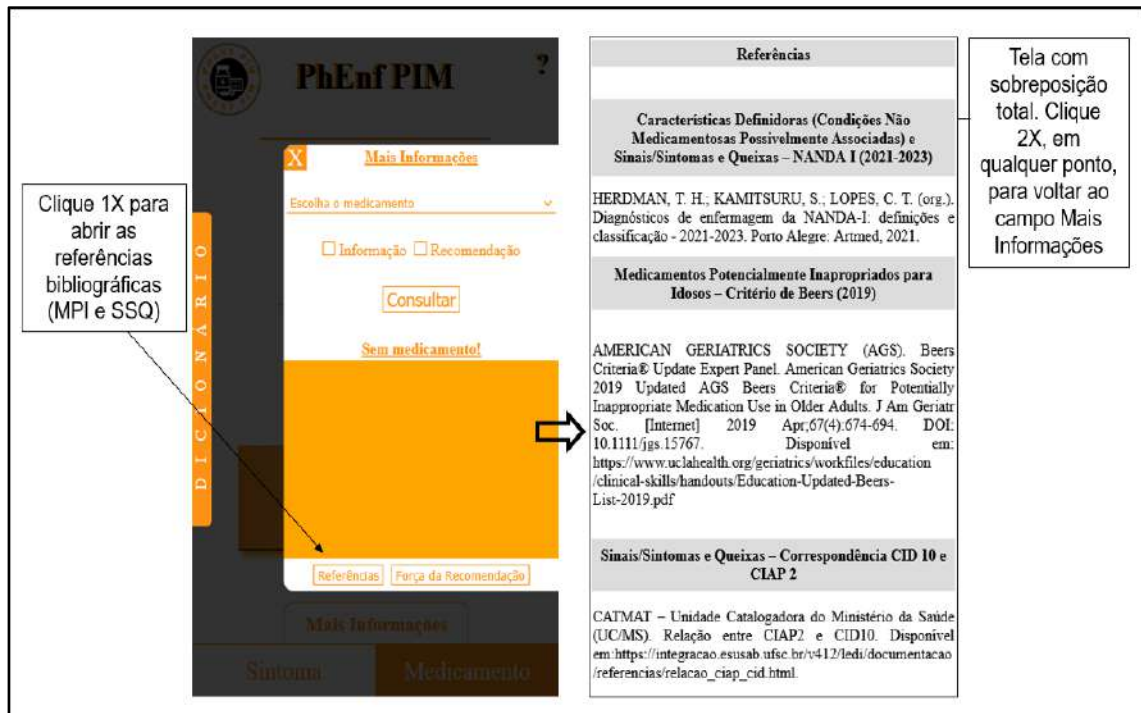 PhEnf PIM
?
X
Mais Informações
Escolha o medicamento
Informação
Recomendação
Consultar
Sem medicamento!
Referências
Força da Recomendação
Mais Informações
Sintoma
Medicamento
DICIONÁRIO
Clique 1X para
abrir as
referências
bibliográficas
(MPI e SSQ)
Referências
Características Definidoras (Condições Não
Medicamentosas Possivelmente Associadas) e
Sinais/Sintomas e Queixas – NANDA I (2021-2023)
HERDMAN, T. H.; KAMITSURU, S.; LOPES, C. T. (org.).
Diagnósticos de enfermagem da NANDA-I: definições e
classificação - 2021-2023. Porto Alegre: Artmed, 2021.
Medicamentos Potencialmente Inapropriados para
Idosos – Critério de Beers (2019)
AMERICAN GERIATRICS SOCIETY (AGS). Beers
Criteria® Update Expert Panel. American Geriatrics Society
2019 Updated AGS Beers Criteria® for Potentially
Inappropriate Medication Use in Older Adults. J Am Geriatr
Soc. [Internet] 2019 Apr;67(4):674-694. DOI:
10.1111/jgs.15767. Disponível em:
https://www.uclahealth.org/geriatrics/workfiles/education
/clinical-skills/handouts/Education-Updated-Beers-
List-2019.pdf
Sinais/Sintomas e Queixas – Correspondência CID 10 e
CIAP 2
CATMAT – Unidade Catalogadora do Ministério da Saúde
(UC/MS). Relação entre CIAP2 e CID10. Disponível
em:https://integracao.esusab.ufsc.br/v412/ledi/documentacao
/referencias/relacao_ciap_cid.html.
Tela com
sobreposição
total. Clique
2X, em
qualquer ponto,
para voltar ao
campo Mais
Informações